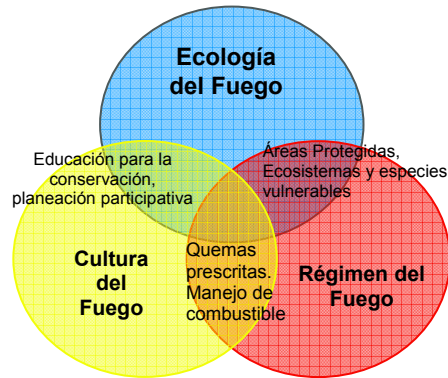 Ecología
del Fuego
Educación para la
conservación,
planeación participativa
Áreas Protegidas,
Ecosistemas y especies
vulnerables
Cultura
del
Fuego
Quemas
prescritas.
Manejo de
combustible
Régimen del
Fuego